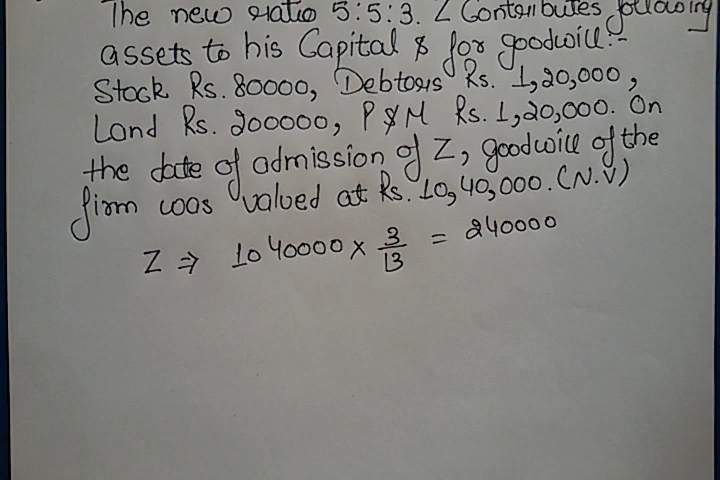 The new ratio 5:5:3. Z Contributes following
assets to his Capital & for goodwill:-
Stock Rs. 80000, Debtors Rs. 1,20,000,
Land Rs. 200000, P & M Rs. 1,20,000. On
the date of admission of Z, goodwill of the
firm was valued at Rs. 10,40,000. (N.V)
Z ⇒ 1040000 × 3/13 = 240000